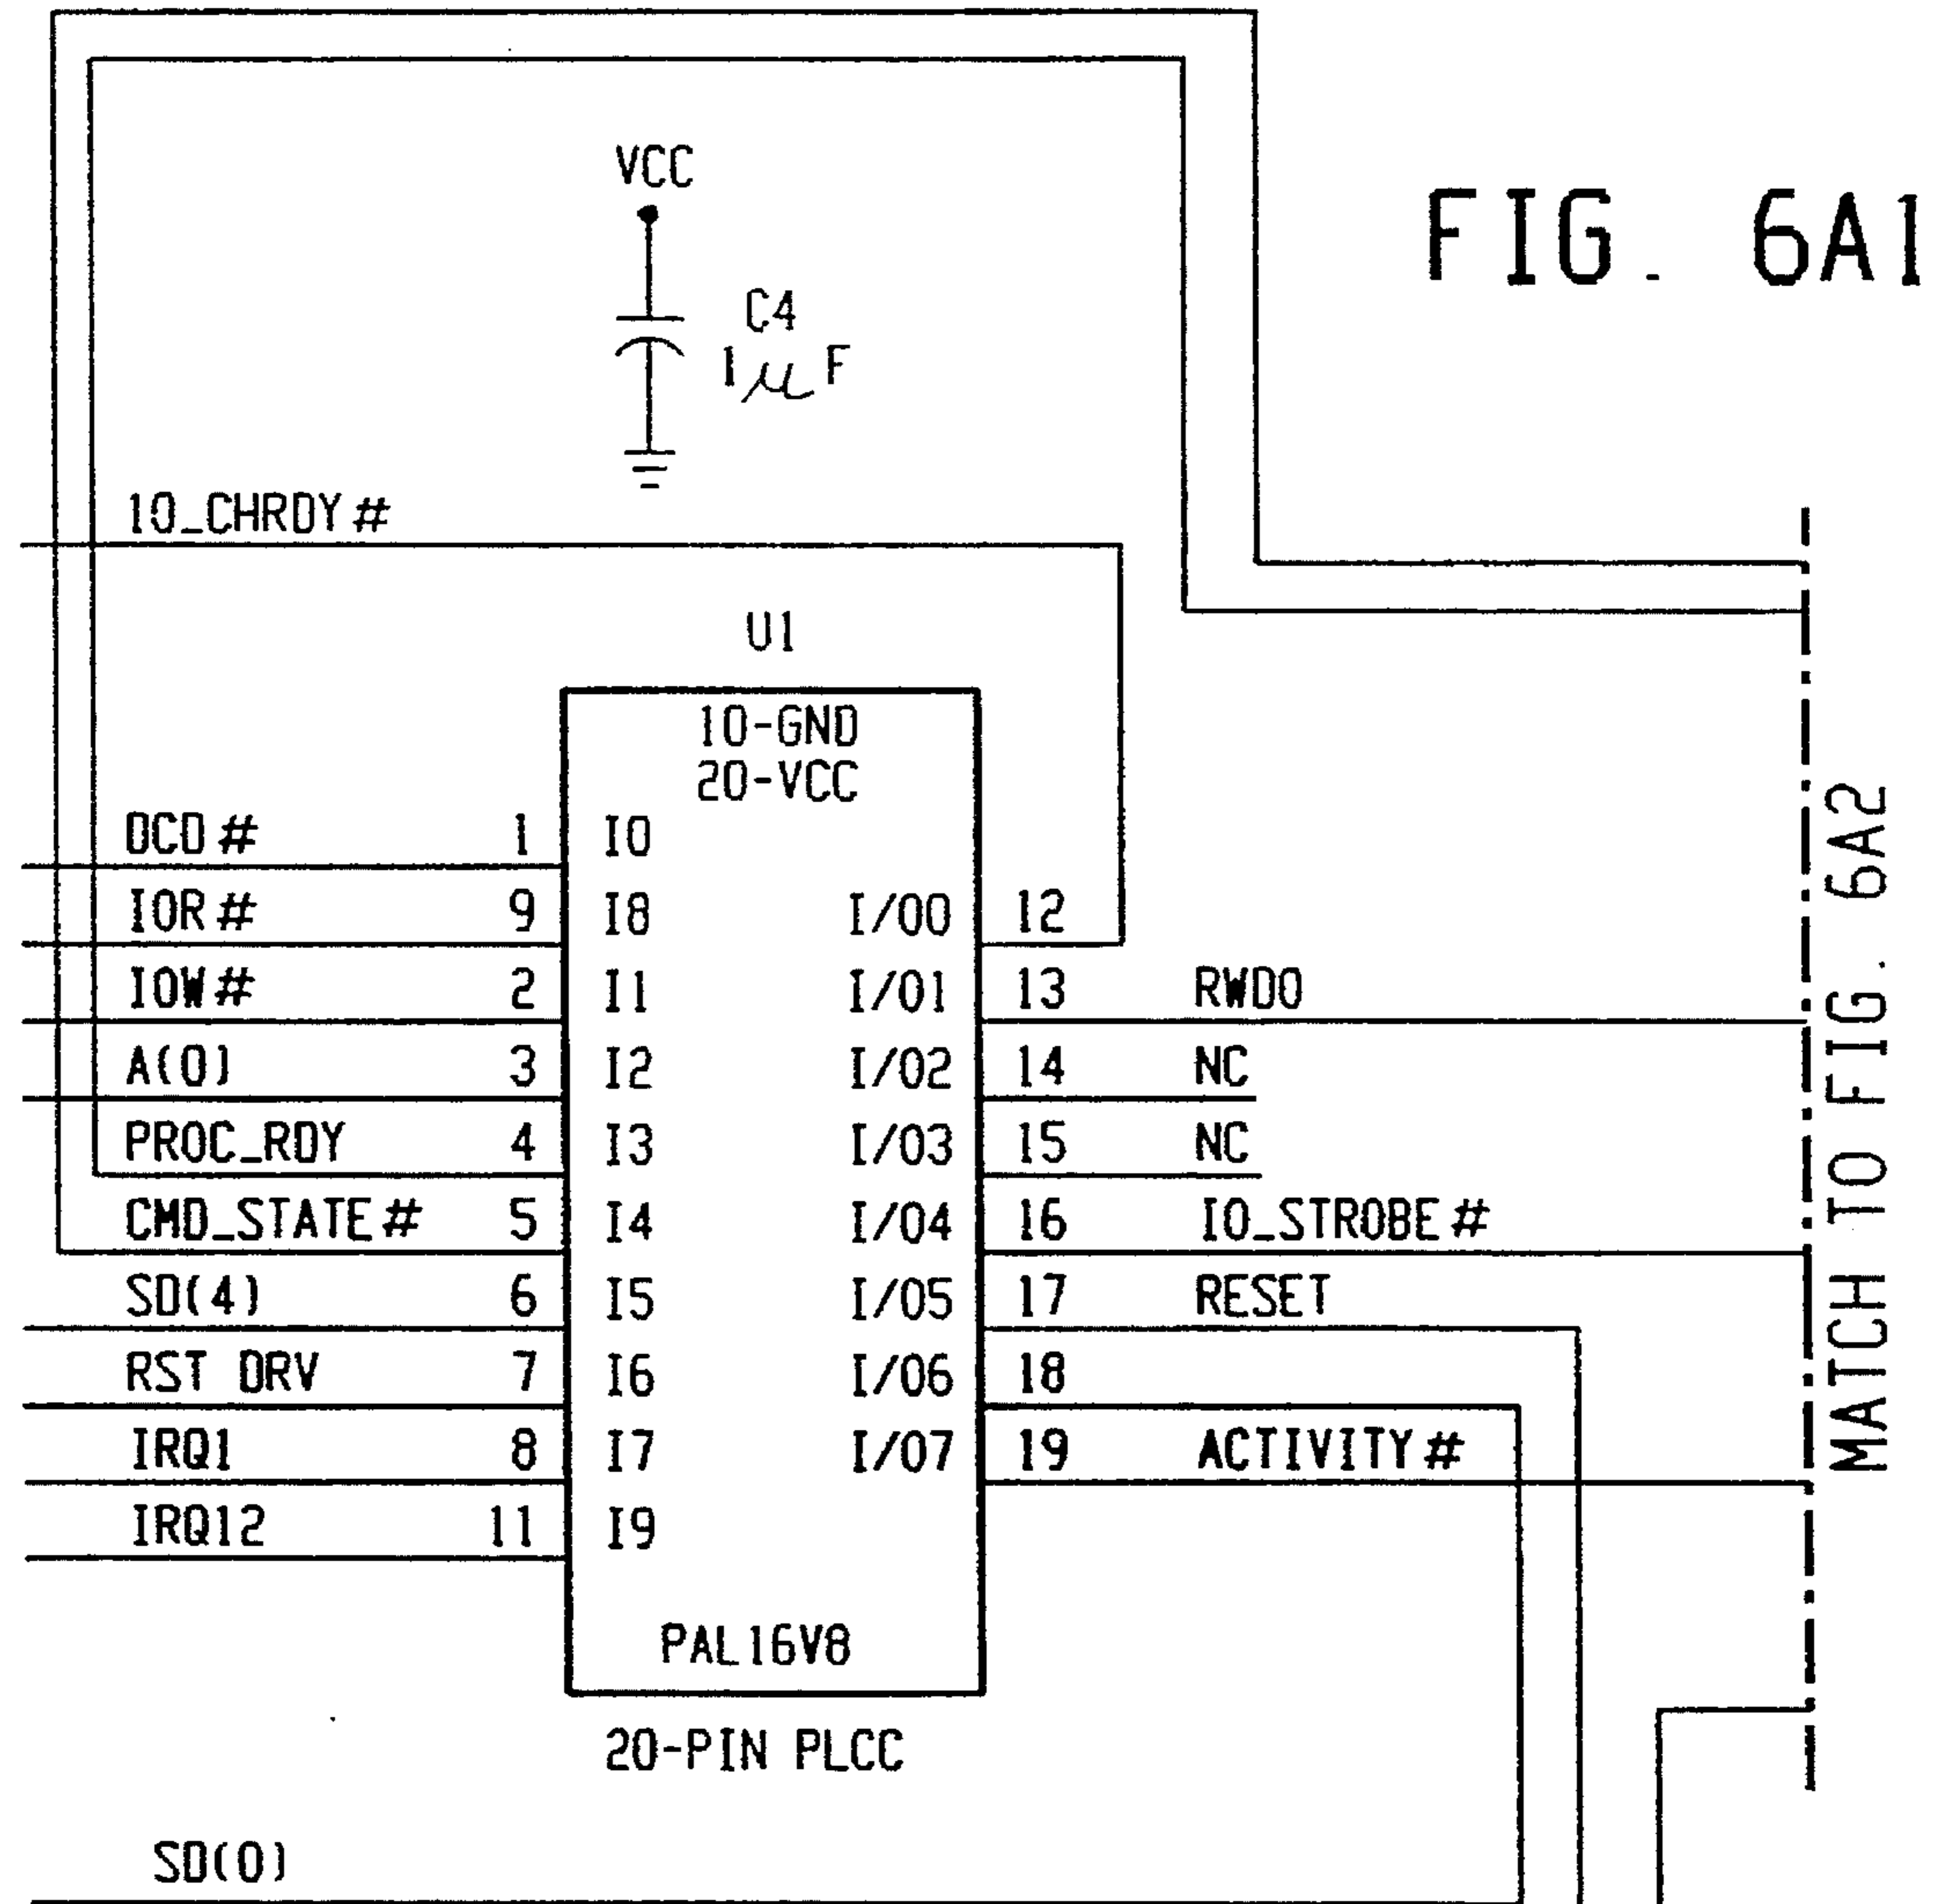 VCC
FIG. 6A1
C4
1 μ F
10_CHRDY #
U1
10-GND
20-VCC
DCD # 1 I0
IOR # 9 I8 I/O0 12
IOW # 2 I1 I/O1 13 RWD0
A(0) 3 I2 I/O2 14 NC
PROC_RDY 4 I3 I/O3 15 NC
CMD_STATE # 5 I4 I/O4 16 IO_STROBE #
SD(4) 6 I5 I/O5 17 RESET
RST DRV 7 I6 I/O6 18
IRQ1 8 I7 I/O7 19 ACTIVITY #
IRQ12 11 I9
PAL16V8
20-PIN PLCC
SD(0)
MATCH TO FIG. 6A2